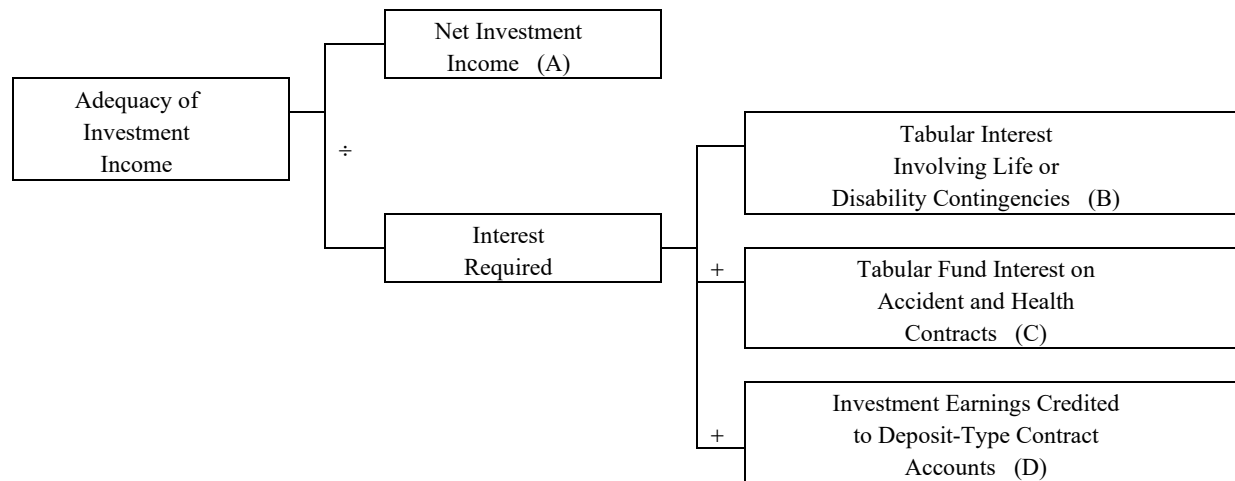 Net Investment
Income (A)
Adequacy of
Investment
Income
÷
Tabular Interest
Involving Life or
Disability Contingencies (B)
Interest
Required
+
Tabular Fund Interest on
Accident and Health
Contracts (C)
+
Investment Earnings Credited
to Deposit-Type Contract
Accounts (D)